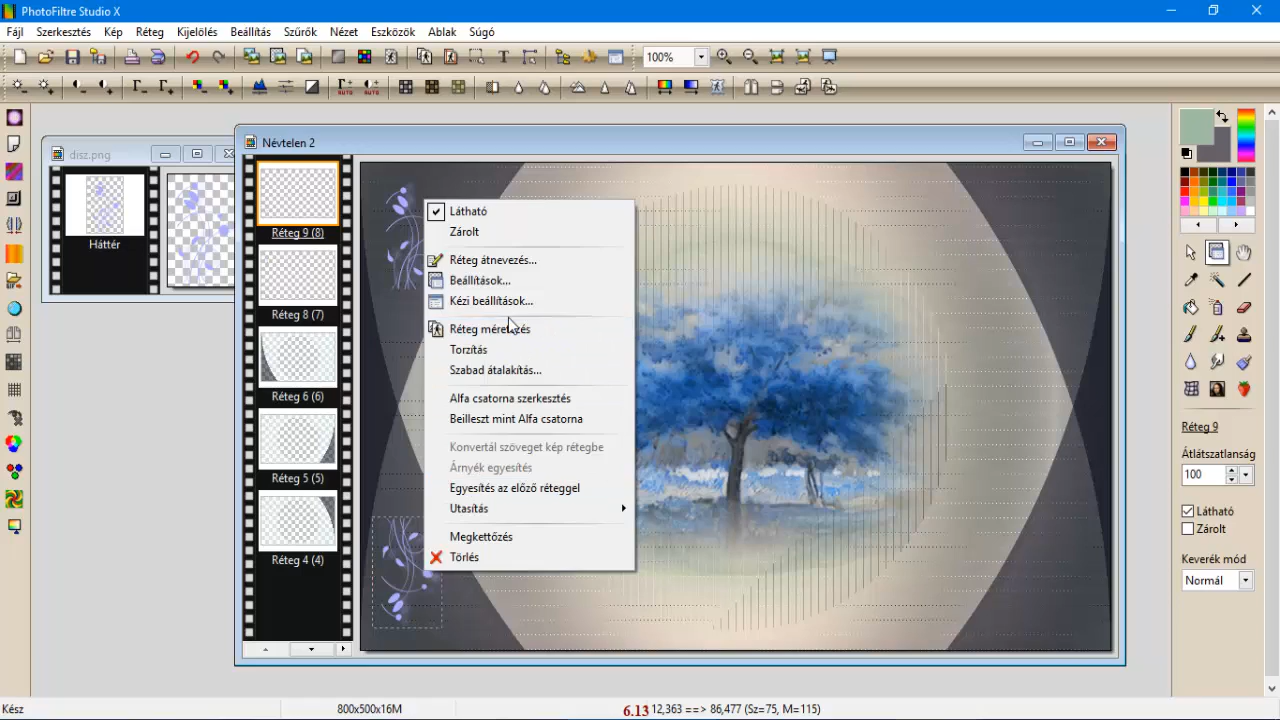 PhotoFiltre Studio X
Fájl Szerkesztés Kép Réteg Kijelölés Beállítás Szűrők Nézet Eszközök Ablak Súgó
100%
AUTO AUTO
disz.png
Háttér
Névtelen 2
Réteg 9 (8)
Réteg 8 (7)
Réteg 6 (6)
Réteg 5 (5)
Réteg 4 (4)
Látható
Zárolt
Réteg átnevezés...
Beállítások...
Kézi beállítások...
Réteg méretezés
Torzítás
Szabad átalakítás...
Alfa csatorna szerkesztés
Beilleszt mint Alfa csatorna
Konvertál szöveget kép rétegbe
Árnyék egyesítés
Egyesítés az előző réteggel
Utasítás
Megkettőzés
Törlés
Réteg 9
Átlátszatlanság
100
Látható
Zárolt
Keverék mód
Normál
Kész
800x500x16M
6.13 12,363 ==> 86,477 (Sz=75, M=115)